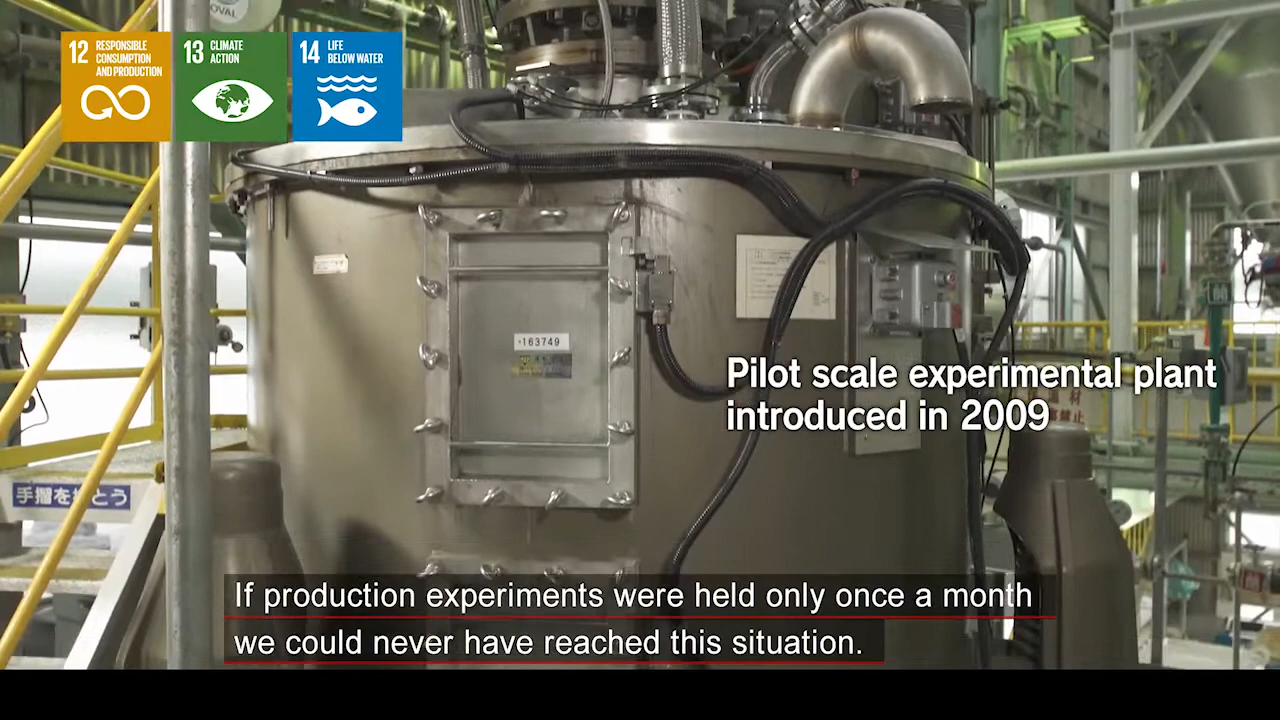 OVAL
12 RESPONSIBLE
CONSUMPTION
AND PRODUCTION
13 CLIMATE
ACTION
14 LIFE
BELOW WATER
163749
Pilot scale experimental plant
introduced in 2009
手摺を
とう
If production experiments were held only once a month
we could never have reached this situation.